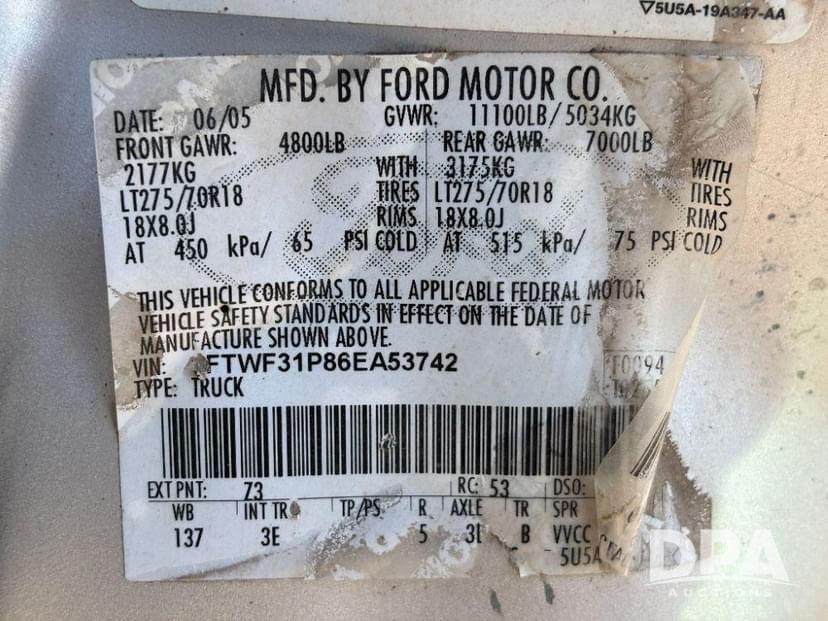 ▽5U5A-19A347-AA
MFD. BY FORD MOTOR CO.
DATE: 06/05 GVWR: 11100LB/5034KG
FRONT GAWR: 4800LB REAR GAWR: 7000LB
2177KG WITH 3175KG WITH
LT275/70R18 TIRES LT275/70R18 TIRES
18X8.0J RIMS 18X8.0J RIMS
AT 450 kPa/ 65 PSI COLD AT 515 kPa/ 75 PSI COLD
THIS VEHICLE CONFORMS TO ALL APPLICABLE FEDERAL MOTOR
VEHICLE SAFETY STANDARDS IN EFFECT ON THE DATE OF
MANUFACTURE SHOWN ABOVE.
VIN: FTWF31P86EA53742
TYPE: TRUCK
EXT PNT: Z3 RC: 53 DSO:
WB INT TR TP/PS R AXLE TR SPR
137 3E 5 B VVCC
5U5A
DPA
AUCTIONS